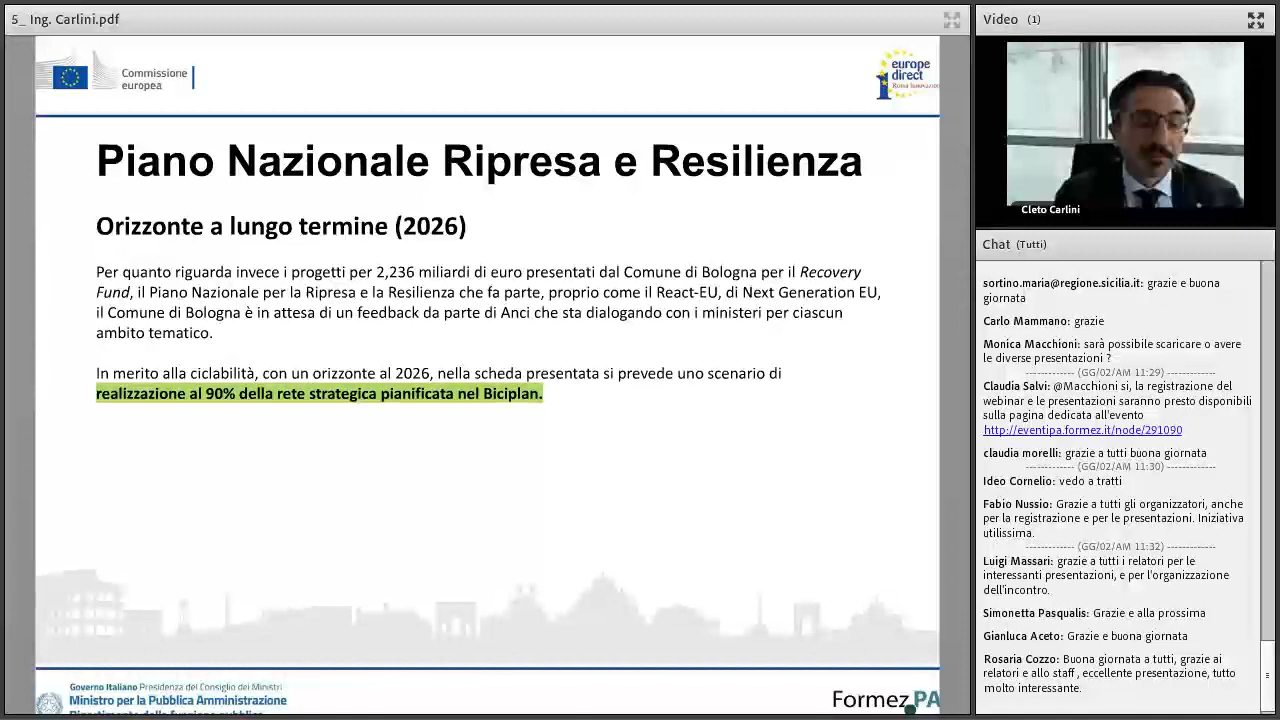 5_ Ing. Carlini.pdf
Commissione
europea
europe
direct
Piano Nazionale Ripresa e Resilienza
Orizzonte a lungo termine (2026)
Per quanto riguarda invece i progetti per 2,236 miliardi di euro presentati dal Comune di Bologna per il Recovery
Fund, il Piano Nazionale per la Ripresa e la Resilienza che fa parte, proprio come il React-EU, di Next Generation EU,
il Comune di Bologna è in attesa di un feedback da parte di Anci che sta dialogando con i ministeri per ciascun
ambito tematico.
In merito alla ciclabilità, con un orizzonte al 2026, nella scheda presentata si prevede uno scenario di
realizzazione al 90% della rete strategica pianificata nel Biciplan.
Governo Italiano Presidenza del Consiglio dei Ministri
Ministro per la Pubblica Amministrazione
Dipartimento della funzione pubblica
Formez PA
Video (1)
Cleto Carlini
Chat (Tutti)
sortino.maria@regione.sicilia.it: grazie e buona
giornata
Carlo Mammano: grazie
Monica Macchioni: sarà possibile scaricare o avere
le diverse presentazioni ?
------------ (GG/02/AM 11:29) -------------
Claudia Salvi: @Macchioni si, la registrazione del
webinar e le presentazioni saranno presto disponibili
sulla pagina dedicata all'evento
http://eventipa.formez.it/node/291090
claudia morelli: grazie a tutti buona giornata
------------ (GG/02/AM 11:30) -------------
Ideo Cornelio: vedo a tratti
Fabio Nussio: Grazie a tutti gli organizzatori, anche
per la registrazione e per le presentazioni. Iniziativa
utilissima.
------------ (GG/02/AM 11:32) -------------
Luigi Massari: grazie a tutti i relatori per le
interessanti presentazioni, e per l'organizzazione
dell'incontro.
Simonetta Pasqualis: Grazie e alla prossima
Gianluca Aceto: Grazie e buona giornata
Rosaria Cozzo: Buona giornata a tutti, grazie ai
relatori e allo staff, eccellente presentazione, tutto
molto interessante.